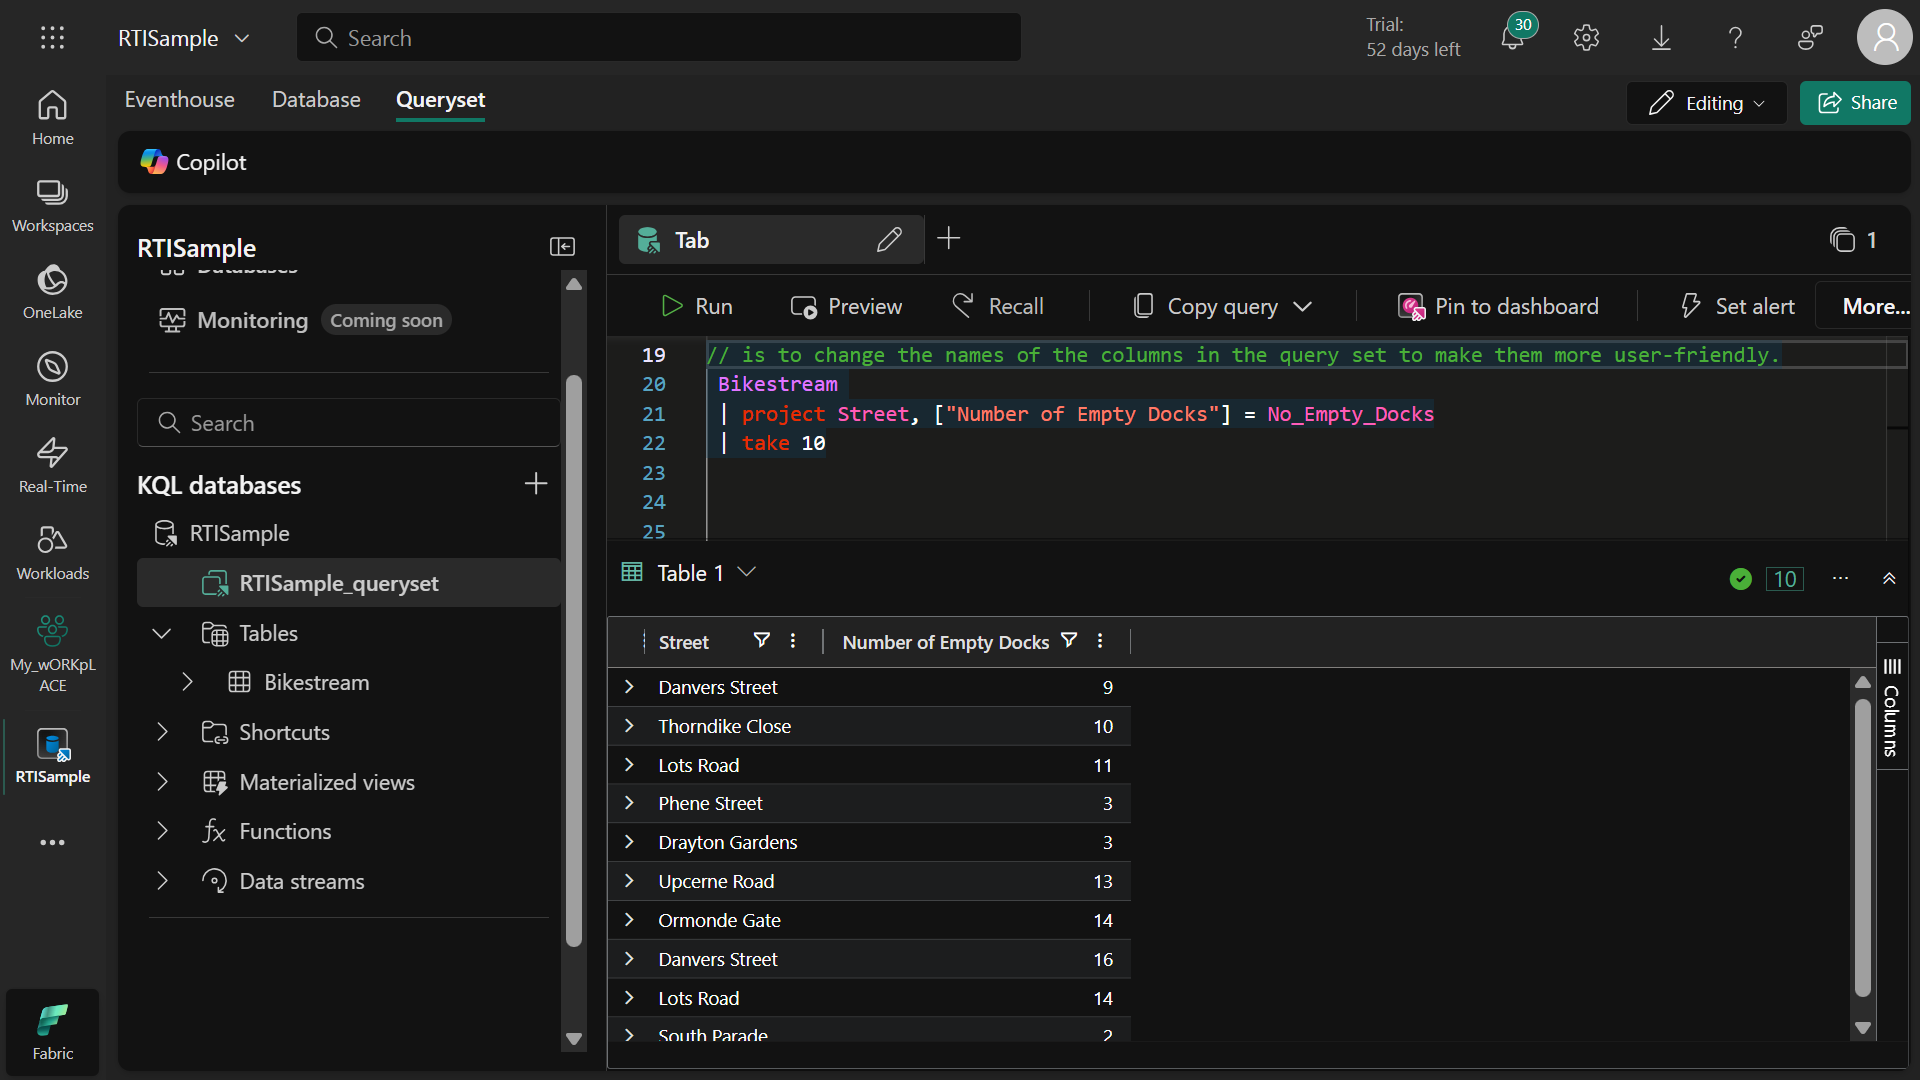 RTISample
Search
Trial:
52 days left
30
Eventhouse
Database
Queryset
Editing
Share
Copilot
Home
Workspaces
OneLake
Monitor
Real-Time
Workloads
My_wORKpL
ACE
RTISample
Fabric
RTISample
Databases
Monitoring
Coming soon
Search
KQL databases
RTISample
RTISample_queryset
Tables
Bikestream
Shortcuts
Materialized views
Functions
Data streams
Tab
1
Run
Preview
Recall
Copy query
Pin to dashboard
Set alert
More...
19 // is to change the names of the columns in the query set to make them more user-friendly.
20 Bikestream
21 | project Street, ["Number of Empty Docks"] = No_Empty_Docks
22 | take 10
23
24
25
Table 1
10
Street Number of Empty Docks
Danvers Street 9
Thorndike Close 10
Lots Road 11
Phene Street 3
Drayton Gardens 3
Upcerne Road 13
Ormonde Gate 14
Danvers Street 16
Lots Road 14
South Parade 2
Columns